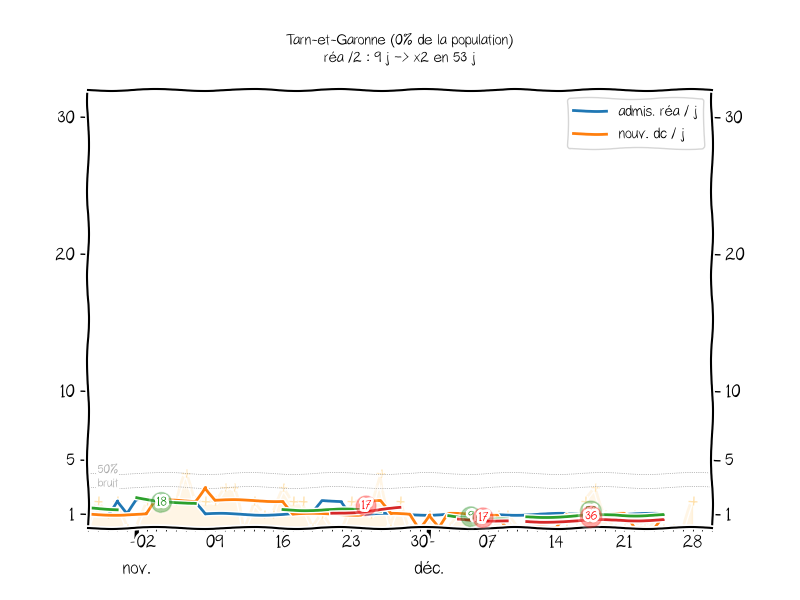 Tarn-et-Garonne (0% de la population)
réa /2 : 9 j -> x2 en 53 j
admis. réa / j
nouv. dc / j
30 30
20 20
10 10
5 5
1 1
50%
bruit
18 17 9 17 36
02 09 16 23 30 07 14 21 28
nov. déc.